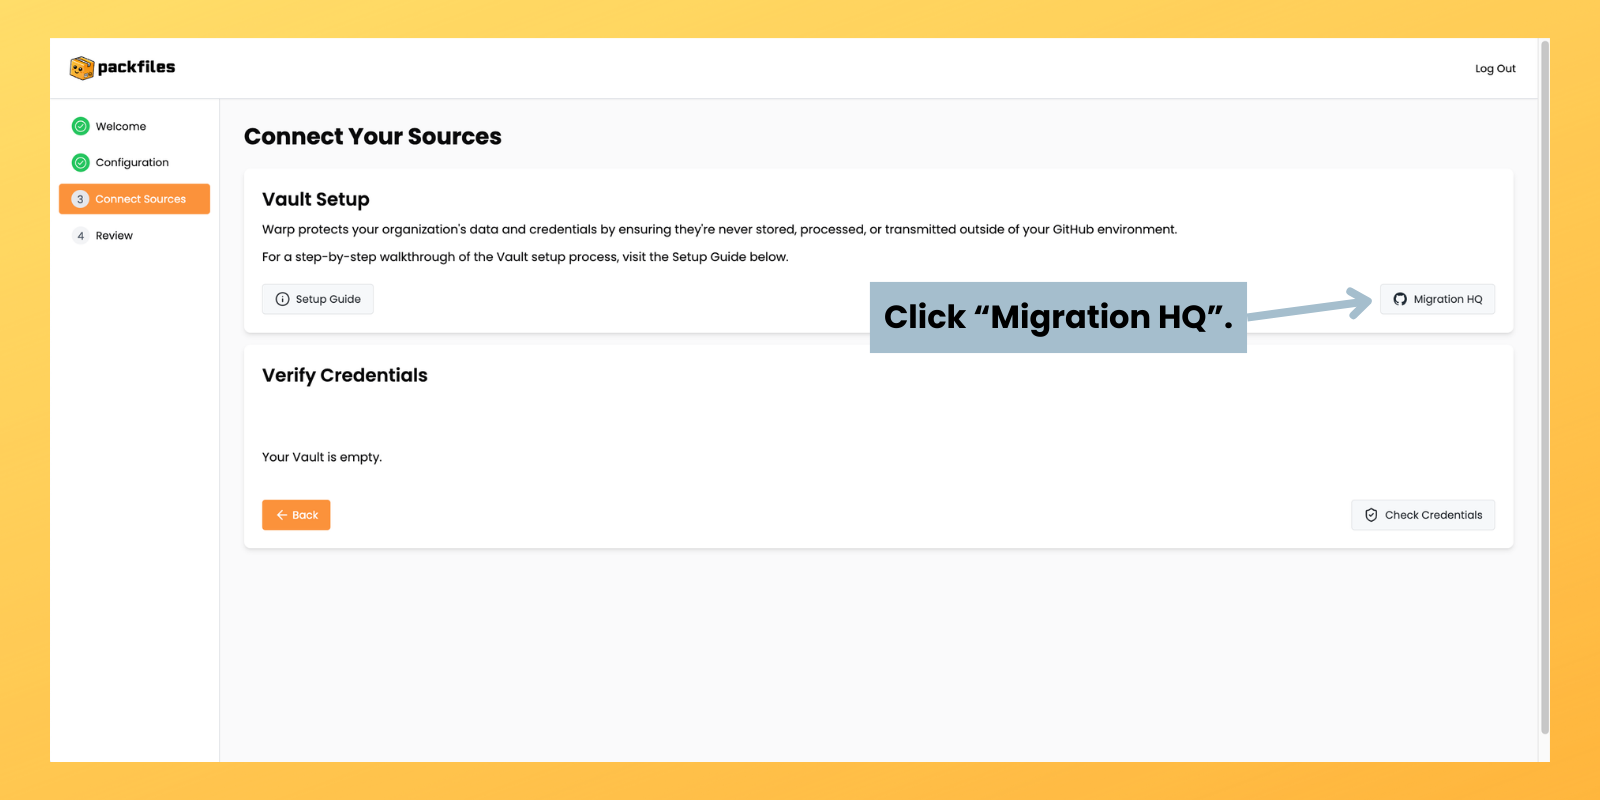 packfiles
Log Out
Welcome
Configuration
3 Connect Sources
4 Review
Connect Your Sources
Vault Setup
Warp protects your organization's data and credentials by ensuring they're never stored, processed, or transmitted outside of your GitHub environment.
For a step-by-step walkthrough of the Vault setup process, visit the Setup Guide below.
Setup Guide
Click “Migration HQ”.
Migration HQ
Verify Credentials
Your Vault is empty.
Back
Check Credentials